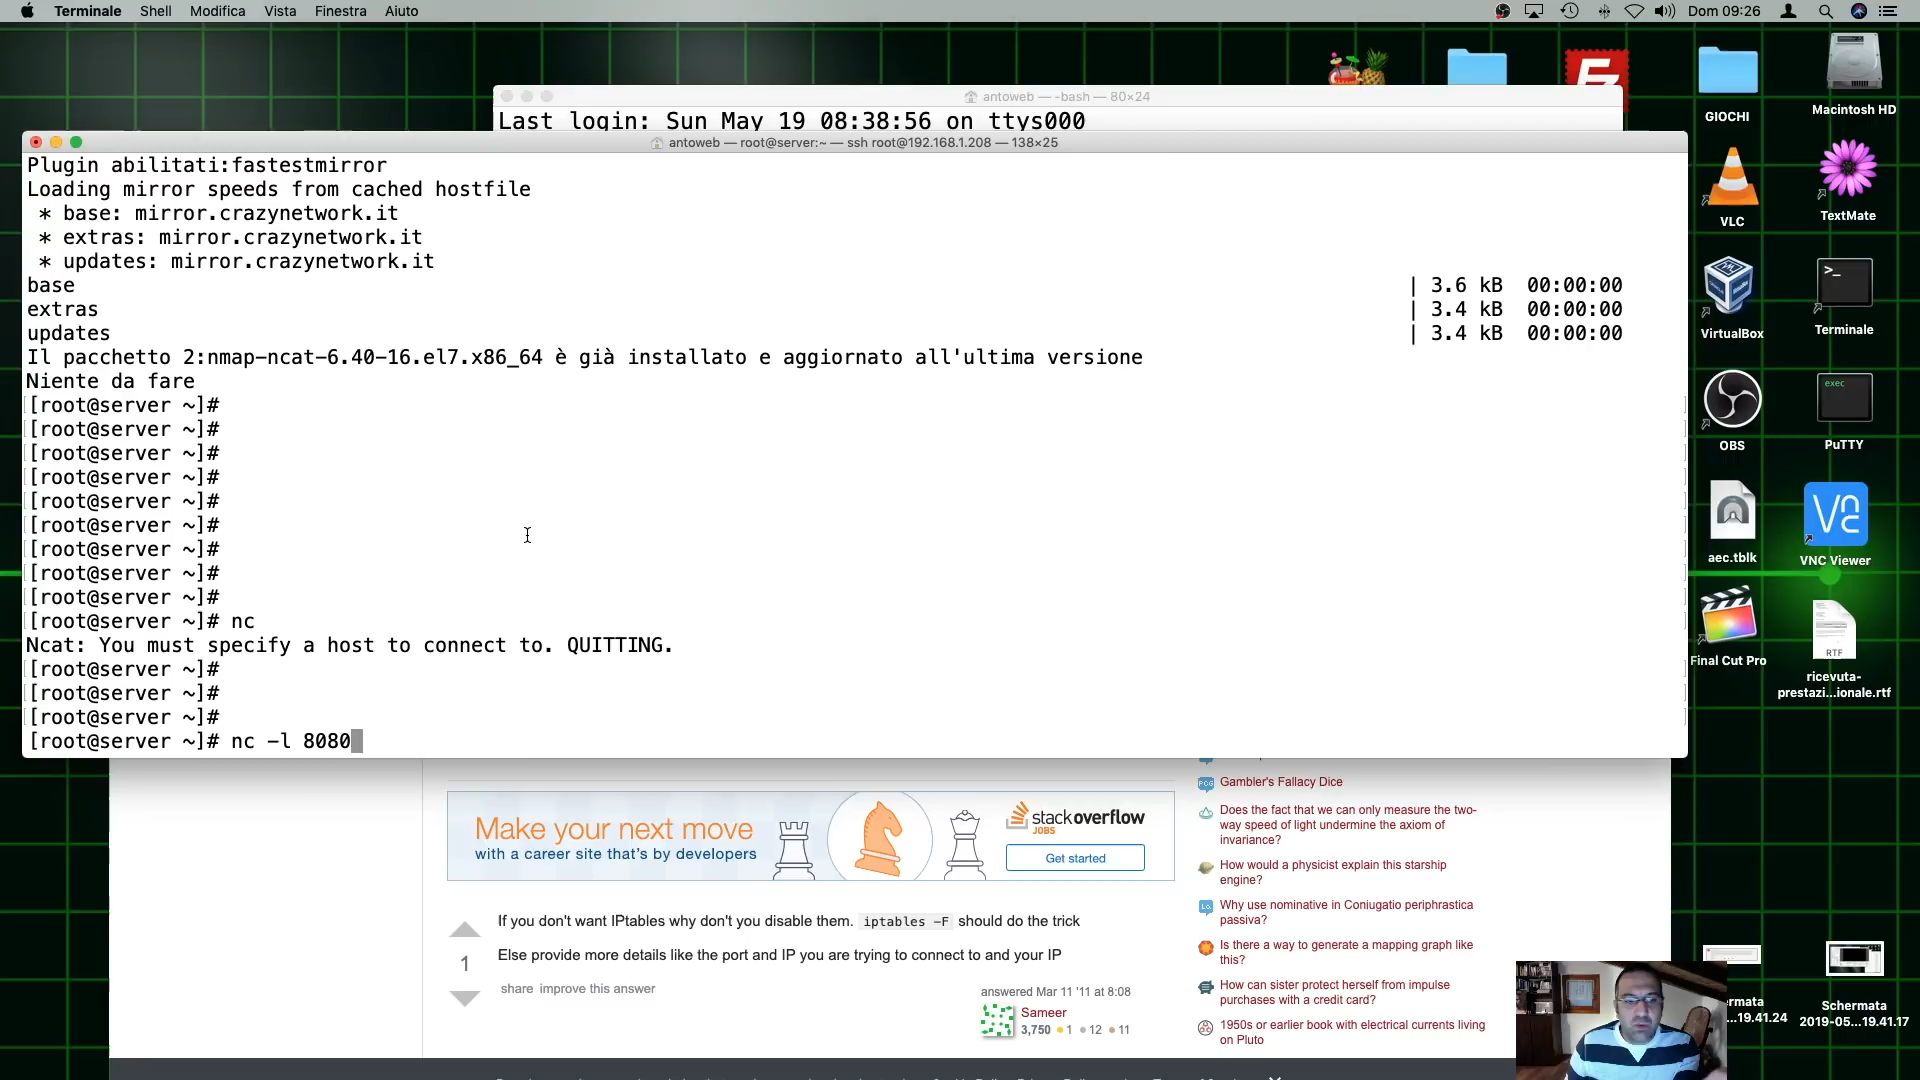 Terminale Shell Modifica Vista Finestra Aiuto
Dom 09:26
antoweb — -bash — 80×24
Last login: Sun May 19 08:38:56 on ttys000
antoweb — root@server:~ — ssh root@192.168.1.208 — 138×25
Plugin abilitati:fastestmirror
Loading mirror speeds from cached hostfile
* base: mirror.crazynetwork.it
* extras: mirror.crazynetwork.it
* updates: mirror.crazynetwork.it
base | 3.6 kB 00:00:00
extras | 3.4 kB 00:00:00
updates | 3.4 kB 00:00:00
Il pacchetto 2:nmap-ncat-6.40-16.el7.x86_64 è già installato e aggiornato all'ultima versione
Niente da fare
[root@server ~]#
[root@server ~]#
[root@server ~]#
[root@server ~]#
[root@server ~]#
[root@server ~]#
[root@server ~]#
[root@server ~]#
[root@server ~]#
[root@server ~]# nc
Ncat: You must specify a host to connect to. QUITTING.
[root@server ~]#
[root@server ~]#
[root@server ~]#
[root@server ~]# nc -l 8080
GIOCHI
Macintosh HD
VLC
TextMate
VirtualBox
Terminale
exec
OBS
PuTTY
aec.tblk
VNC Viewer
Final Cut Pro
RTF
ricevuta-
prestazi...ionale.rtf
Make your next move
with a career site that's by developers
stackoverflow
JOBS
Get started
If you don't want IPtables why don't you disable them. iptables -F should do the trick
1
Else provide more details like the port and IP you are trying to connect to and your IP
share improve this answer
answered Mar 11 '11 at 8:08
Sameer
3,750 1 12 11
Gambler's Fallacy Dice
Does the fact that we can only measure the two-
way speed of light undermine the axiom of
invariance?
How would a physicist explain this starship
engine?
Why use nominative in Coniugatio periphrastica
passiva?
Is there a way to generate a mapping graph like
this?
How can sister protect herself from impulse
purchases with a credit card?
1950s or earlier book with electrical currents living
on Pluto
...19.41.24
Schermata
2019-05...19.41.17